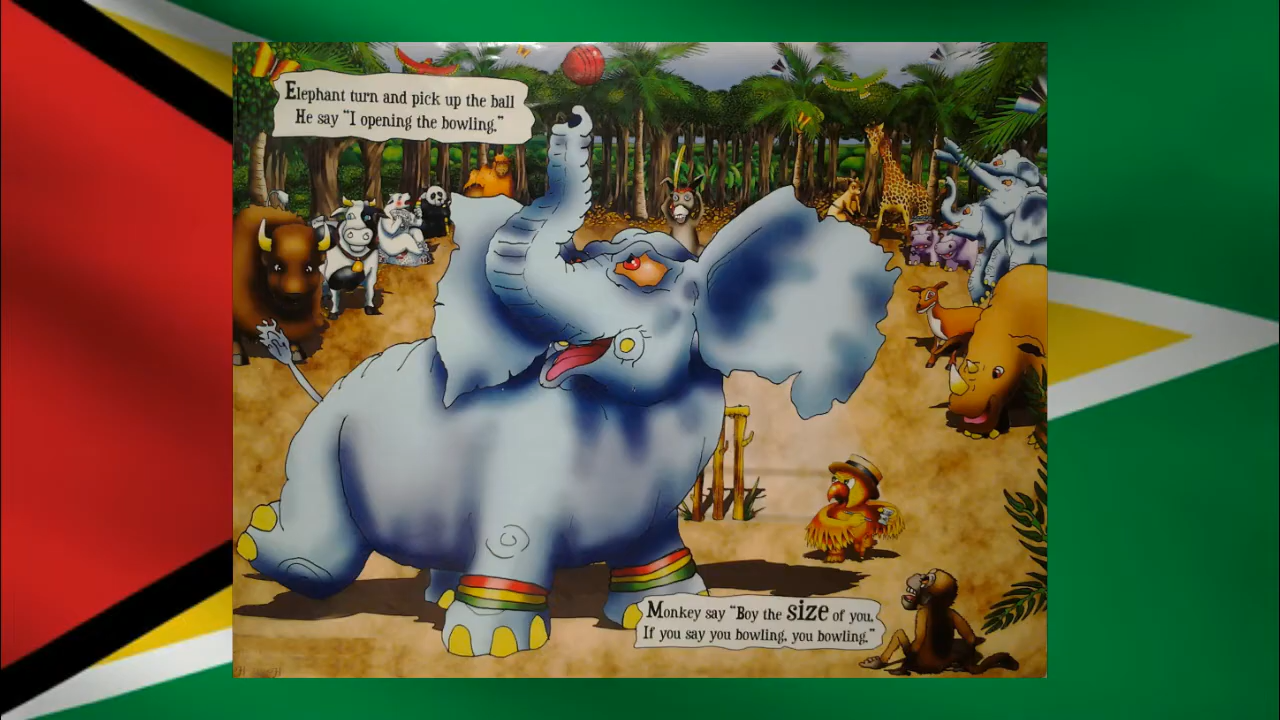 Elephant turn and pick up the ball
He say "I opening the bowling."
Monkey say "Boy the size of you,
If you say you bowling, you bowling."